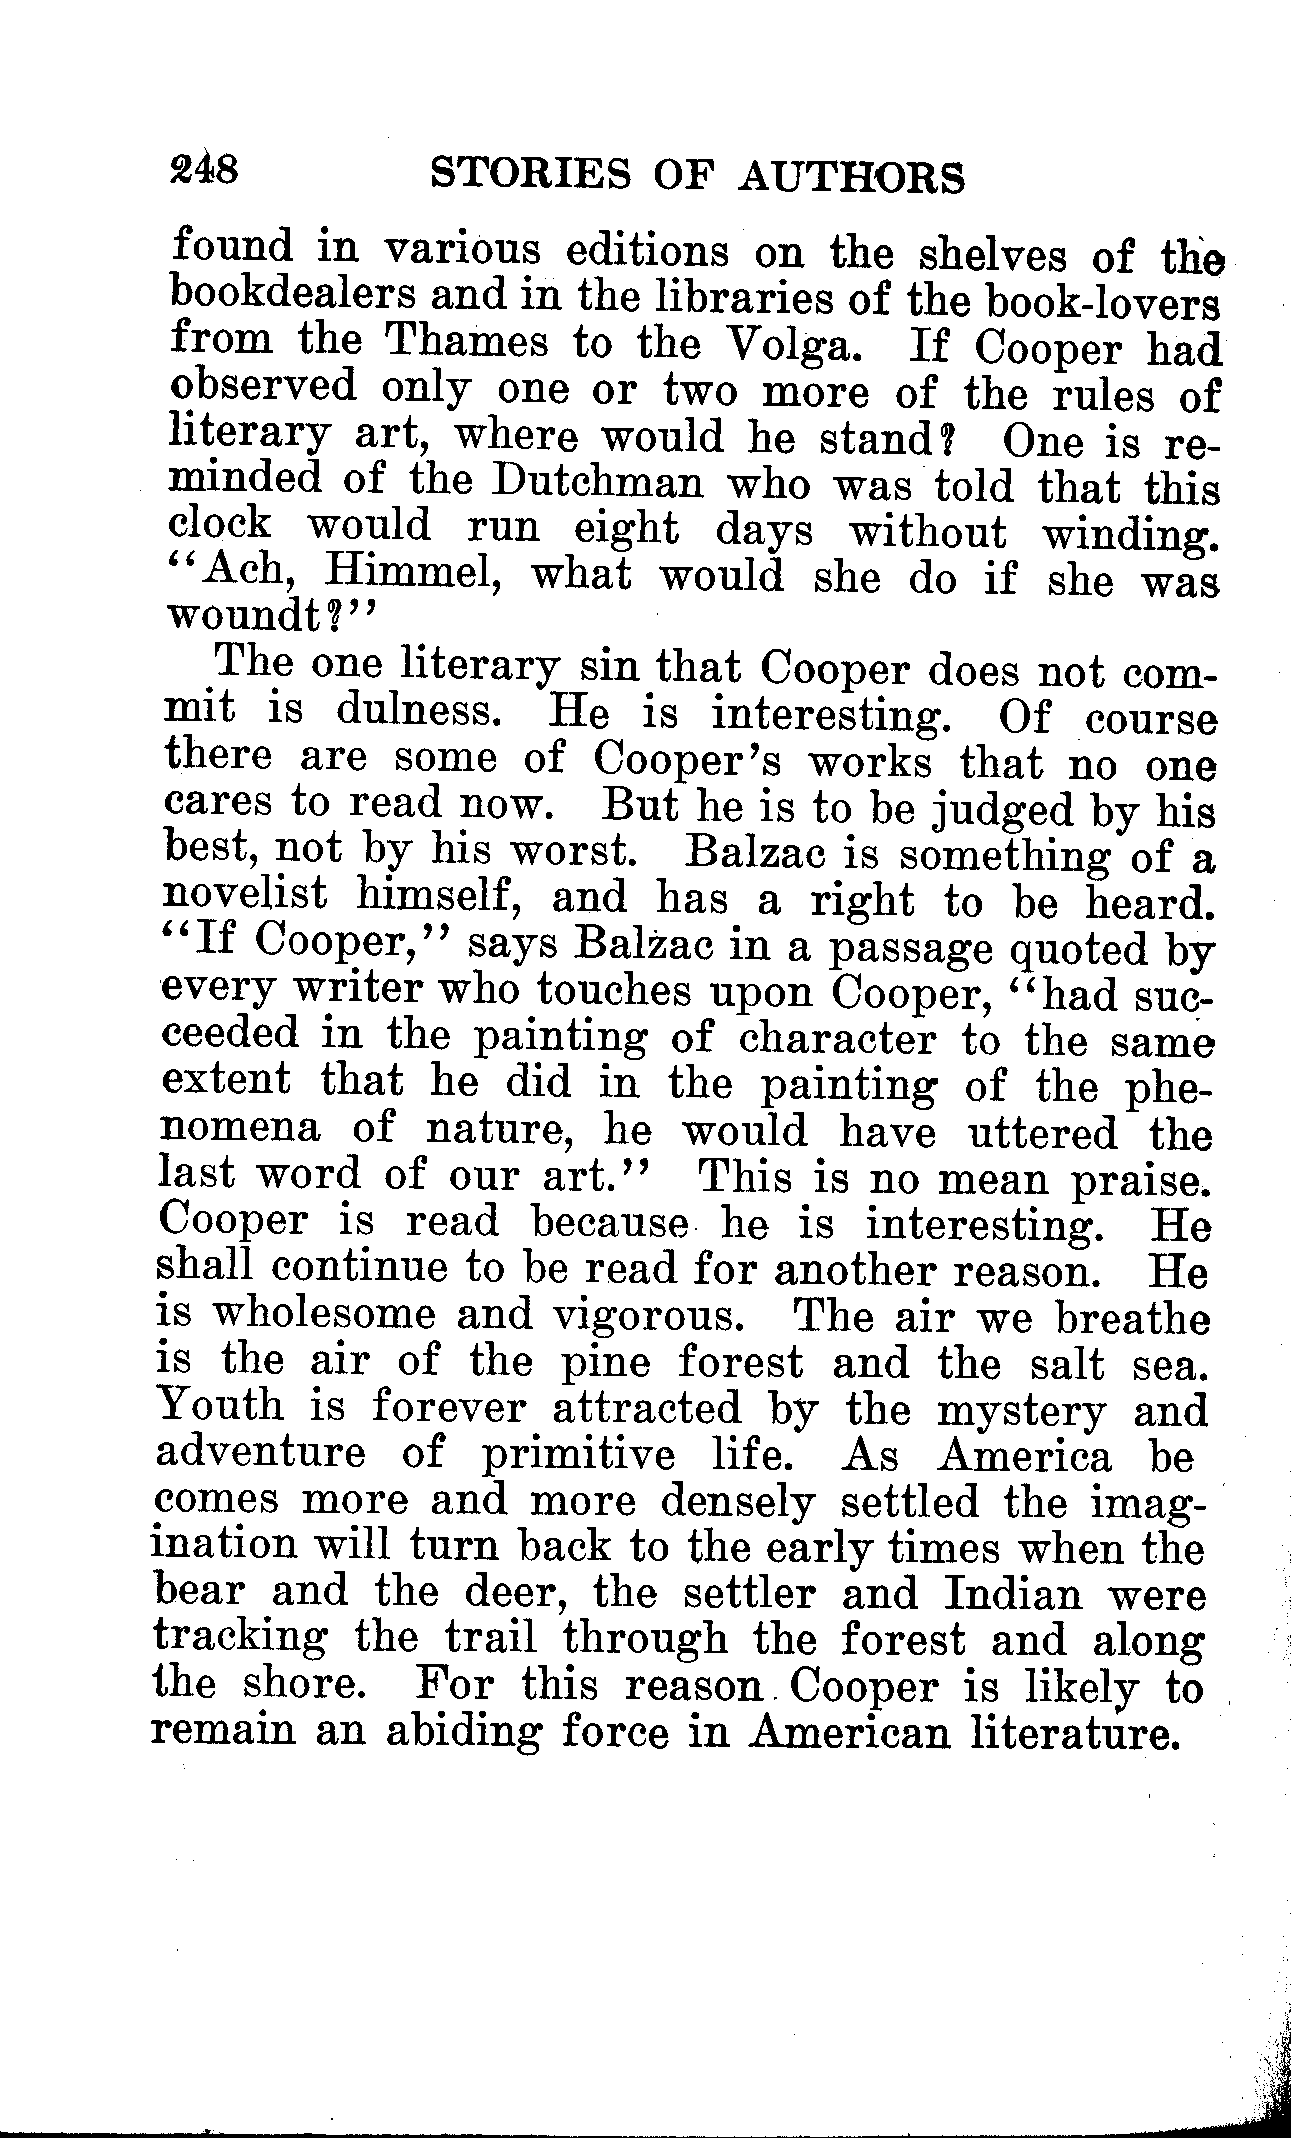 248 STORIES OF AUTHORS
found in various editions on the shelves of the
bookdealers and in the libraries of the book-lovers
from the Thames to the Volga. If Cooper had
observed only one or two more of the rules of
literary art, where would he stand? One is re-
minded of the Dutchman who was told that this
clock would run eight days without winding.
"Ach, Himmel, what would she do if she was
woundt?"
The one literary sin that Cooper does not com-
mit is dulness. He is interesting. Of course
there are some of Cooper's works that no one
cares to read now. But he is to be judged by his
best, not by his worst. Balzac is something of a
novelist himself, and has a right to be heard.
"If Cooper," says Balzac in a passage quoted by
every writer who touches upon Cooper, "had suc-
ceeded in the painting of character to the same
extent that he did in the painting of the phe-
nomena of nature, he would have uttered the
last word of our art." This is no mean praise.
Cooper is read because he is interesting. He
shall continue to be read for another reason. He
is wholesome and vigorous. The air we breathe
is the air of the pine forest and the salt sea.
Youth is forever attracted by the mystery and
adventure of primitive life. As America be
comes more and more densely settled the imag-
ination will turn back to the early times when the
bear and the deer, the settler and Indian were
tracking the trail through the forest and along
the shore. For this reason Cooper is likely to
remain an abiding force in American literature.